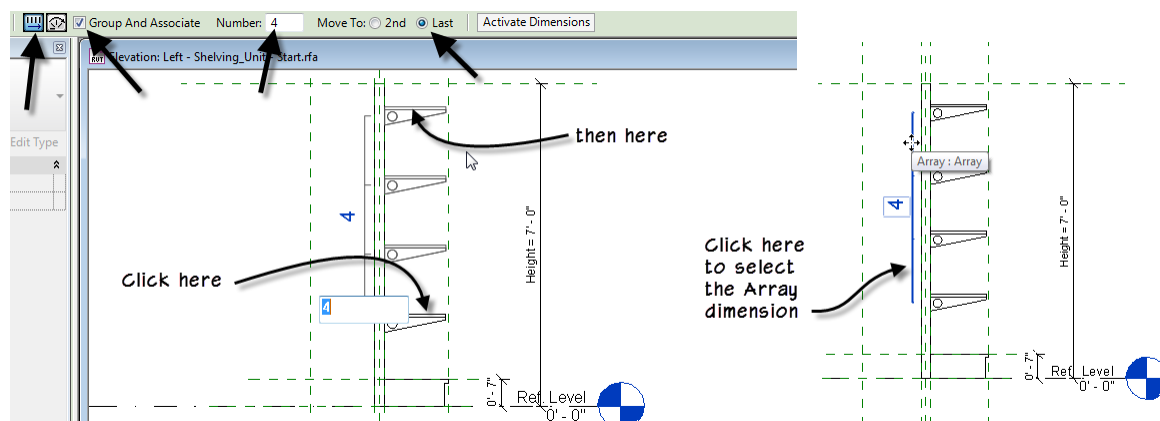 Group And Associate Number: 4 Move To: 2nd Last Activate Dimensions
Elevation: Left - Shelving_Unit - Start.rfa
Edit Type
then here
4
Click here
4
Height = 7' - 0"
0' - 7"
Ref. Level
0' - 0"
Array : Array
4
Click here
to select
the Array
dimension
Height = 7' - 0"
0' - 7"
Ref. Level
0' - 0"